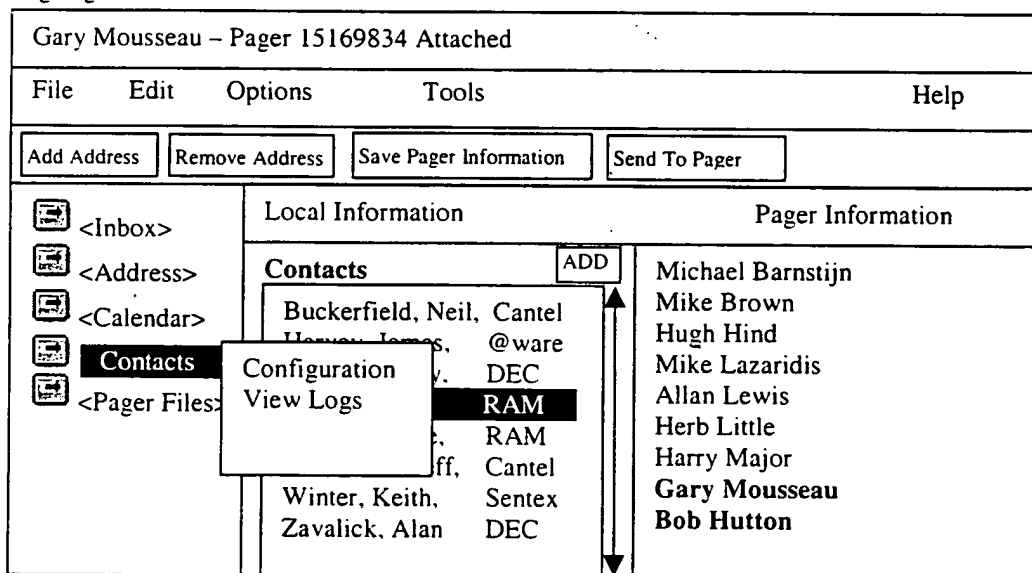 Gary Mousseau – Pager 15169834 Attached
File Edit Options Tools Help
Add Address Remove Address Save Pager Information Send To Pager
<Inbox>
<Address>
<Calendar>
Contacts
<Pager Files>
Configuration
View Logs
Local Information
Contacts ADD
Buckerfield, Neil, Cantel
@ware
DEC
RAM
RAM
Cantel
Winter, Keith, Sentex
Zavalick, Alan DEC
Pager Information
Michael Barnstijn
Mike Brown
Hugh Hind
Mike Lazaridis
Allan Lewis
Herb Little
Harry Major
Gary Mousseau
Bob Hutton